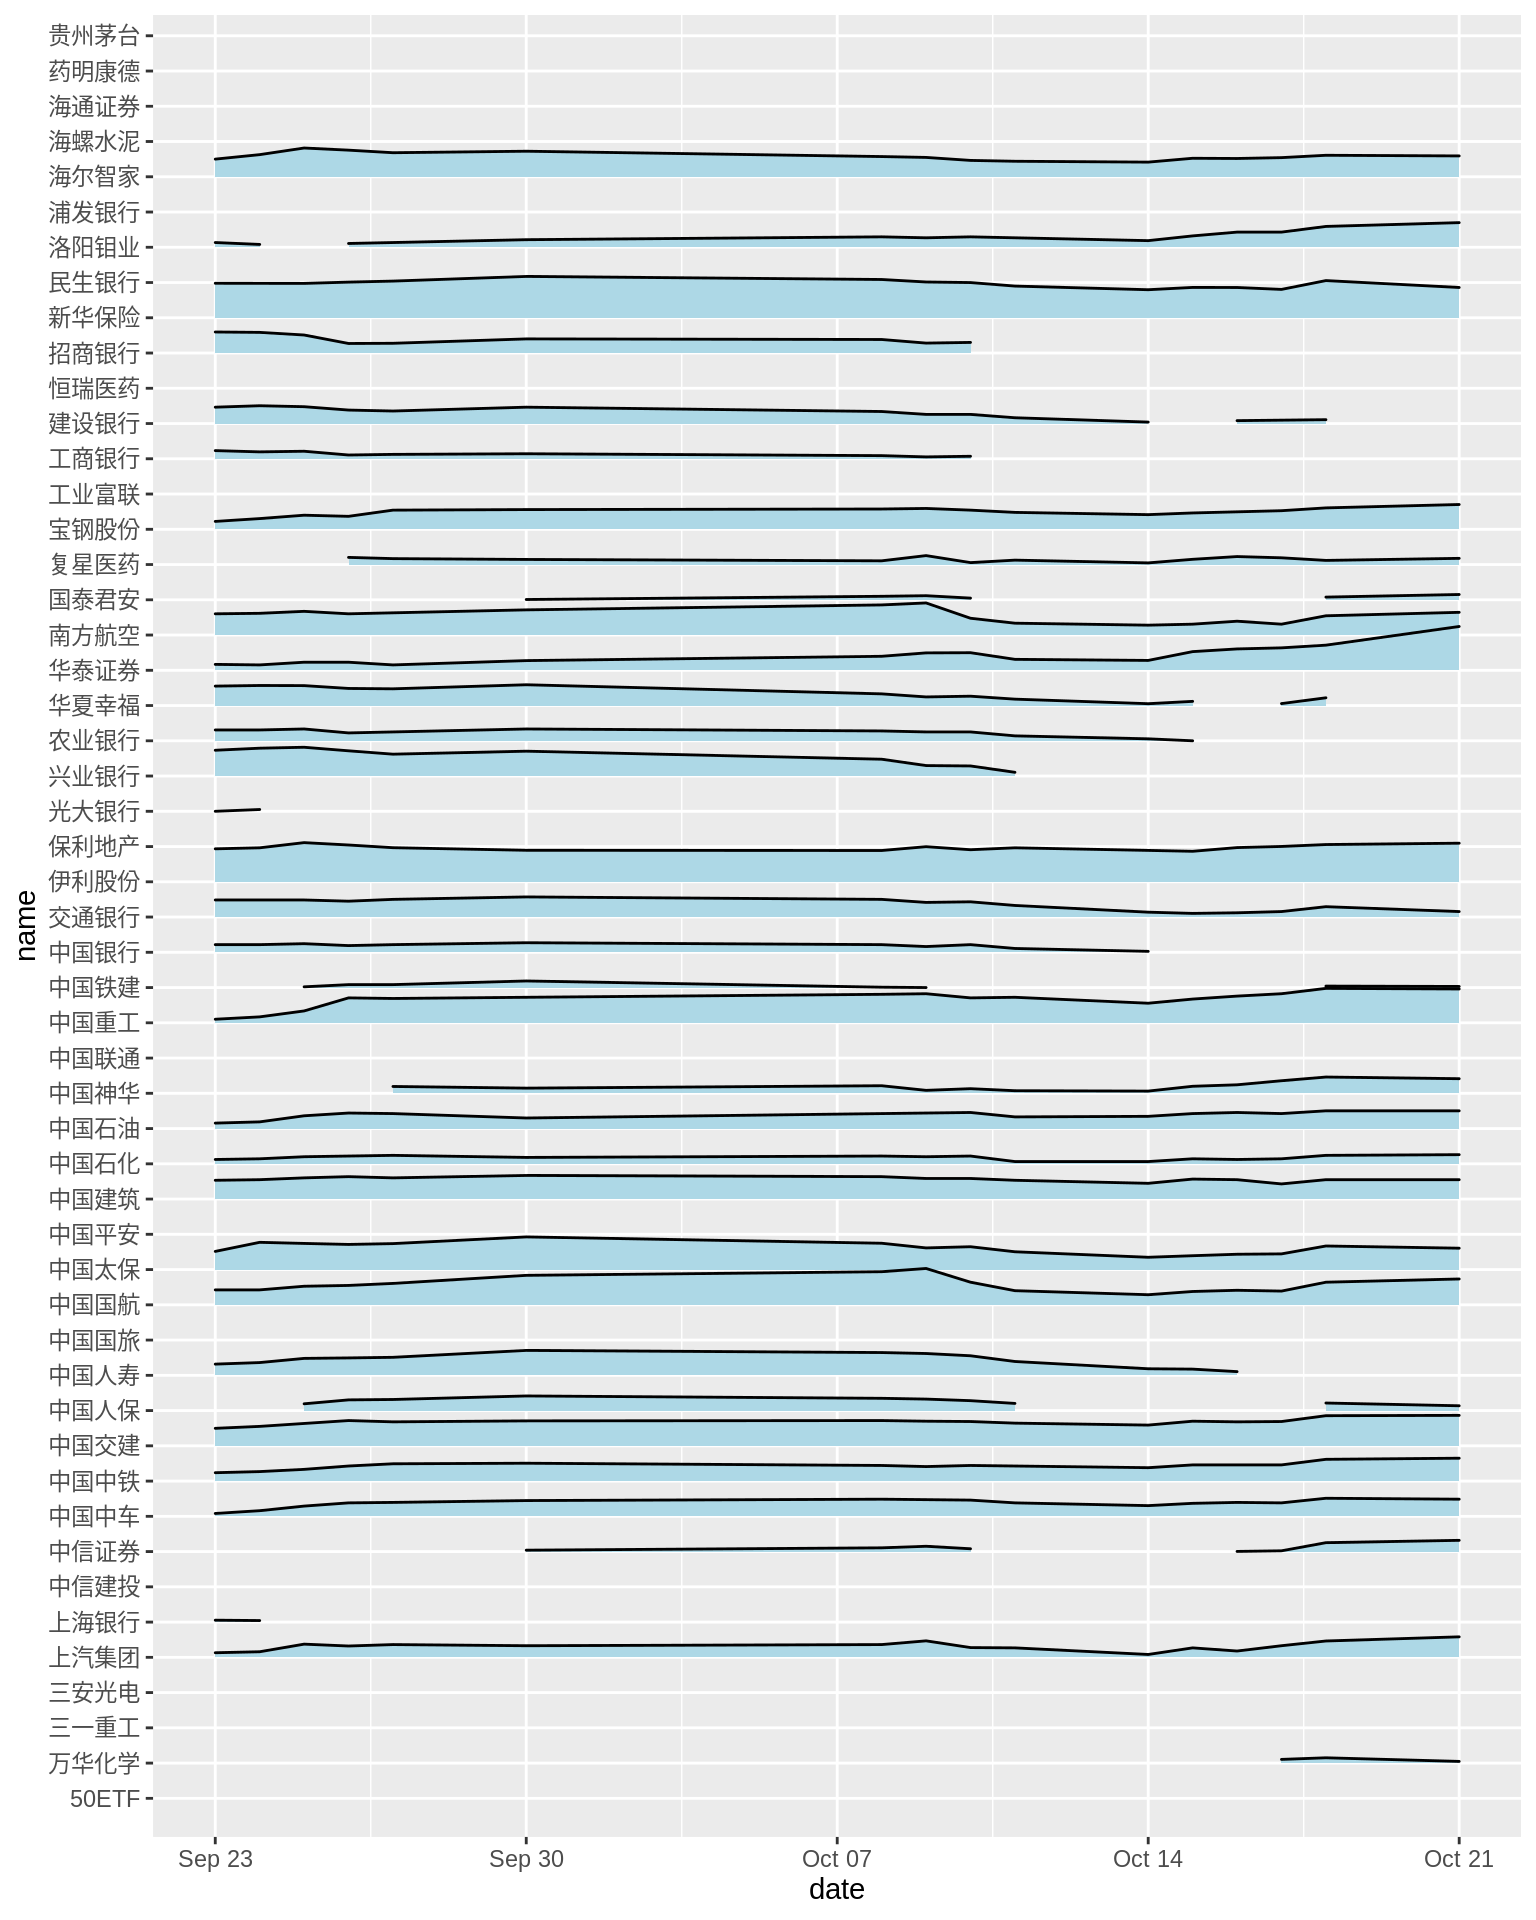 贵州茅台
药明康德
海通证券
海螺水泥
海尔智家
浦发银行
洛阳钼业
民生银行
新华保险
招商银行
恒瑞医药
建设银行
工商银行
工业富联
宝钢股份
复星医药
国泰君安
南方航空
华泰证券
华夏幸福
农业银行
兴业银行
光大银行
保利地产
伊利股份
交通银行
中国银行
中国铁建
中国重工
中国联通
中国神华
中国石油
中国石化
中国建筑
中国平安
中国太保
中国国航
中国国旅
中国人寿
中国人保
中国交建
中国中铁
中国中车
中信证券
中信建投
上海银行
上汽集团
三安光电
三一重工
万华化学
50ETF
name
Sep 23 Sep 30 Oct 07 Oct 14 Oct 21
date